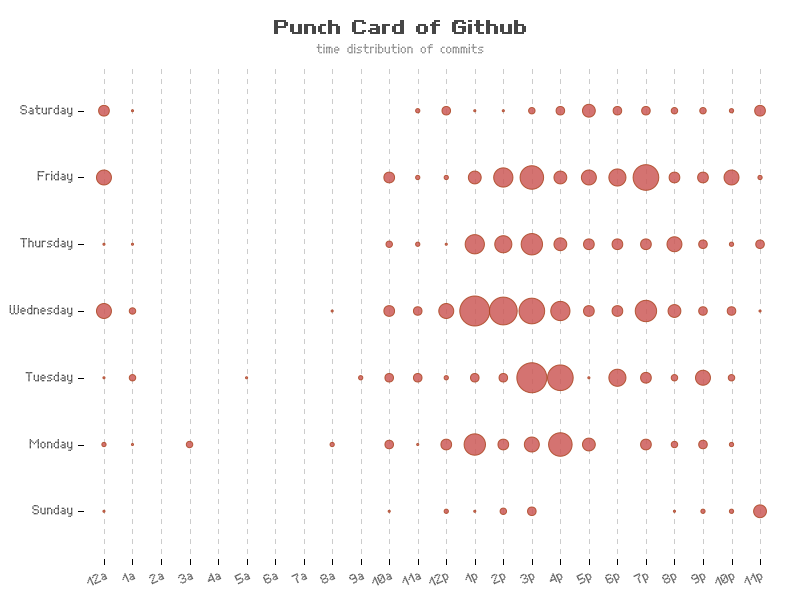 Punch Card of Github
time distribution of commits
Saturday
Friday
Thursday
Wednesday
Tuesday
Monday
Sunday
12a 1a 2a 3a 4a 5a 6a 7a 8a 9a 10a 11a 12p 1p 2p 3p 4p 5p 6p 7p 8p 9p 10p 11p